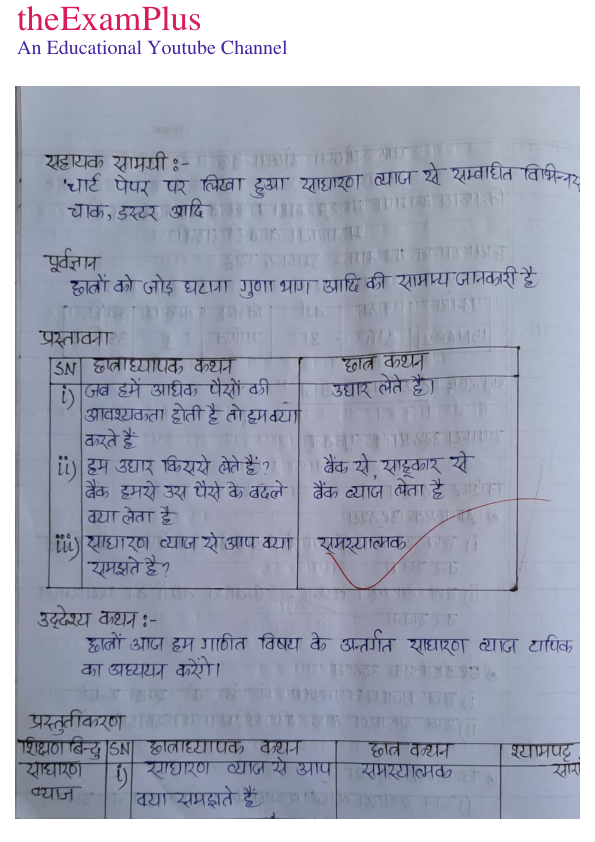 theExamPlus
An Educational Youtube Channel
सहायक सामग्री :-
चार्ट पेपर पर लिखा हुआ साधारण ब्याज से सम्बंधित
चाक, डस्टर आदि
पूर्वज्ञान
छात्रों को जोड़ घटाना गुणा भाग आदि की सामान्य जानकारी है
प्रस्तावना
SN छात्राध्यापक कथन छात्र कथन
i) जब हमें अधिक पैसों की उधार लेते हैं।
आवश्यकता होती है तो हम क्या
करते हैं
ii) हम उधार किससे लेते हैं? बैंक से, साहूकार से
बैंक हमसे उस पैसे के बदले बैंक ब्याज लेता है
क्या लेता है
iii) साधारण ब्याज से आप क्या समस्यात्मक
समझते है?
उद्देश्य कथन :-
छात्रों आज हम गणित विषय के अन्तर्गत साधारण ब्याज टापिक
का अध्ययन करेंगे।
प्रस्तुतीकरण
शिक्षण बिन्दु SN छात्राध्यापक कथन छात्र कथन श्यामपट्ट
साधारण i) साधारण ब्याज से आप समस्यात्मक
ब्याज क्या समझते हैं